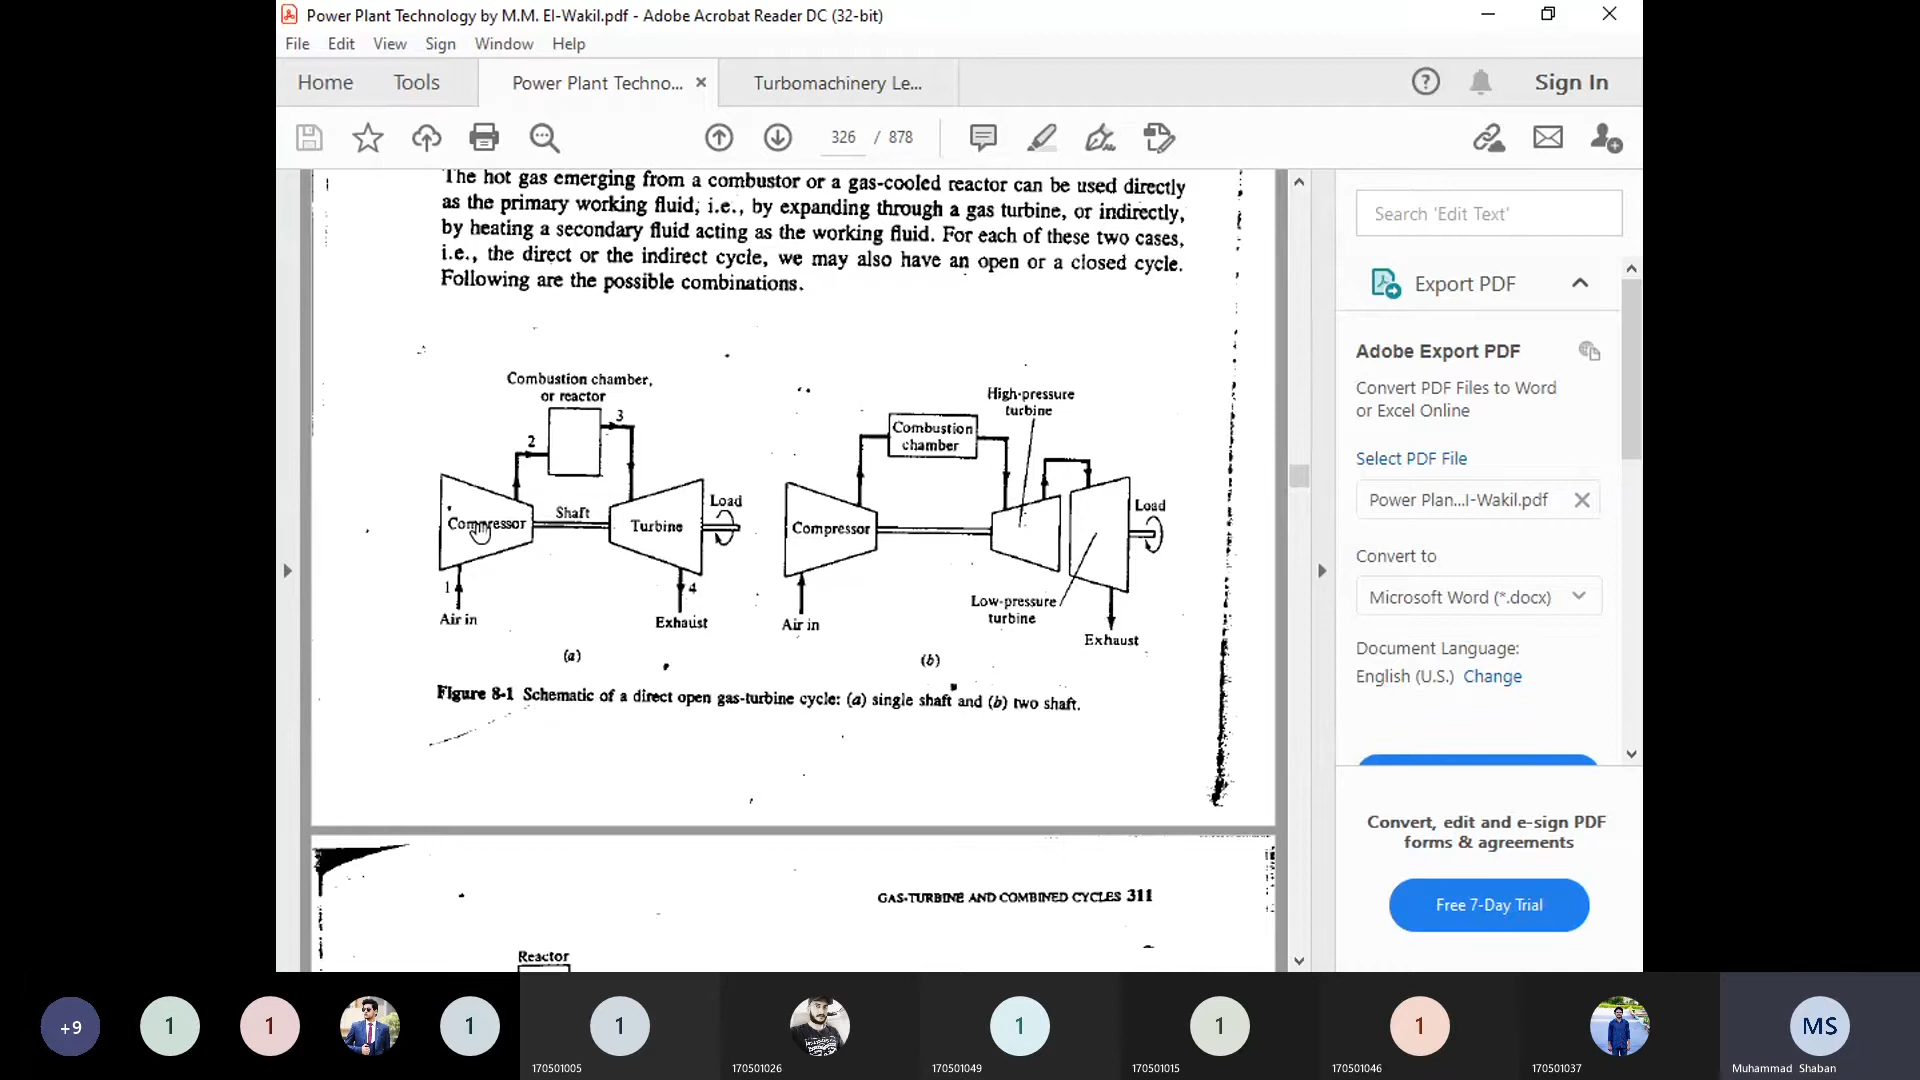 Power Plant Technology by M.M. El-Wakil.pdf - Adobe Acrobat Reader DC (32-bit)
File Edit View Sign Window Help
Home Tools Power Plant Techno... × Turbomachinery Le... Sign In
326 / 878
The hot gas emerging from a combustor or a gas-cooled reactor can be used directly
as the primary working fluid; i.e., by expanding through a gas turbine, or indirectly,
by heating a secondary fluid acting as the working fluid. For each of these two cases,
i.e., the direct or the indirect cycle, we may also have an open or a closed cycle.
Following are the possible combinations.
Combustion chamber,
or reactor
3
2
Compressor
Shaft
Turbine
Load
1
4
Air in
Exhaust
(a)
High-pressure
turbine
Combustion
chamber
Compressor
Load
Low-pressure
turbine
Air in
Exhaust
(b)
Figure 8-1 Schematic of a direct open gas-turbine cycle: (a) single shaft and (b) two shaft.
GAS-TURBINE AND COMBINED CYCLES 311
Reactor
Search 'Edit Text'
Export PDF
Adobe Export PDF
Convert PDF Files to Word
or Excel Online
Select PDF File
Power Plan...l-Wakil.pdf
Convert to
Microsoft Word (*.docx)
Document Language:
English (U.S.) Change
Convert, edit and e-sign PDF
forms & agreements
Free 7-Day Trial
+9 1 1 1 1 1 1 1 MS
170501005 170501026 170501049 170501015 170501046 170501037 Muhammad Shaban